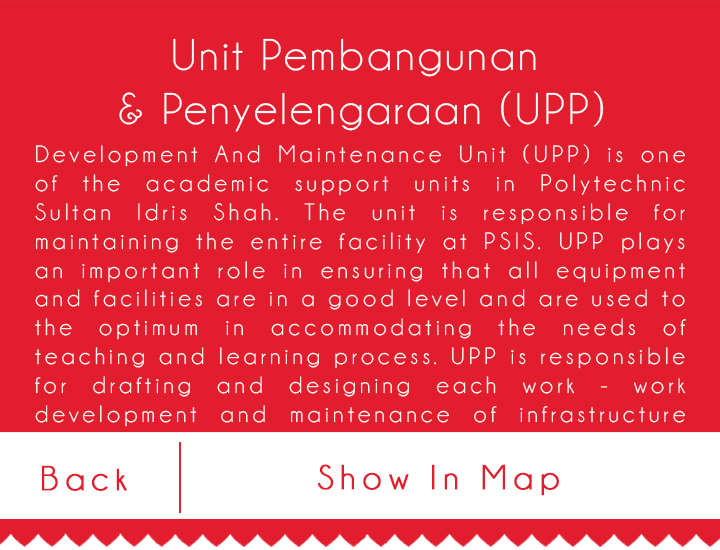 Unit Pembangunan
& Penyelengaraan (UPP)
Development And Maintenance Unit (UPP) is one
of the academic support units in Polytechnic
Sultan Idris Shah. The unit is responsible for
maintaining the entire facility at PSIS. UPP plays
an important role in ensuring that all equipment
and facilities are in a good level and are used to
the optimum in accommodating the needs of
teaching and learning process. UPP is responsible
for drafting and designing each work - work
development and maintenance of infrastructure
Back
Show In Map